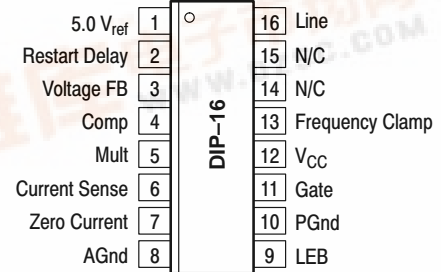 5.0 Vref 1
Restart Delay 2
Voltage FB 3
Comp 4
Mult 5
Current Sense 6
Zero Current 7
AGnd 8
DIP–16
16 Line
15 N/C
14 N/C
13 Frequency Clamp
12 VCC
11 Gate
10 PGnd
9 LEB